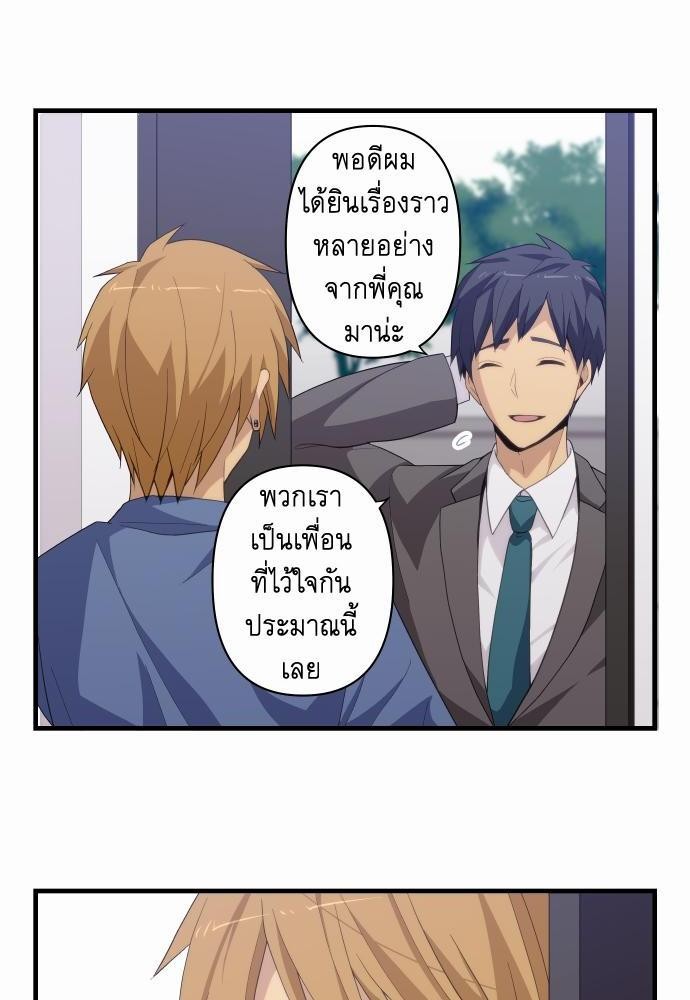 พอดีผม
ได้ยินเรื่องราว
หลายอย่าง
จากพี่คุณ
มาน่ะ
พวกเรา
เป็นเพื่อน
ที่ไว้ใจกัน
ประมาณนี้
เลย